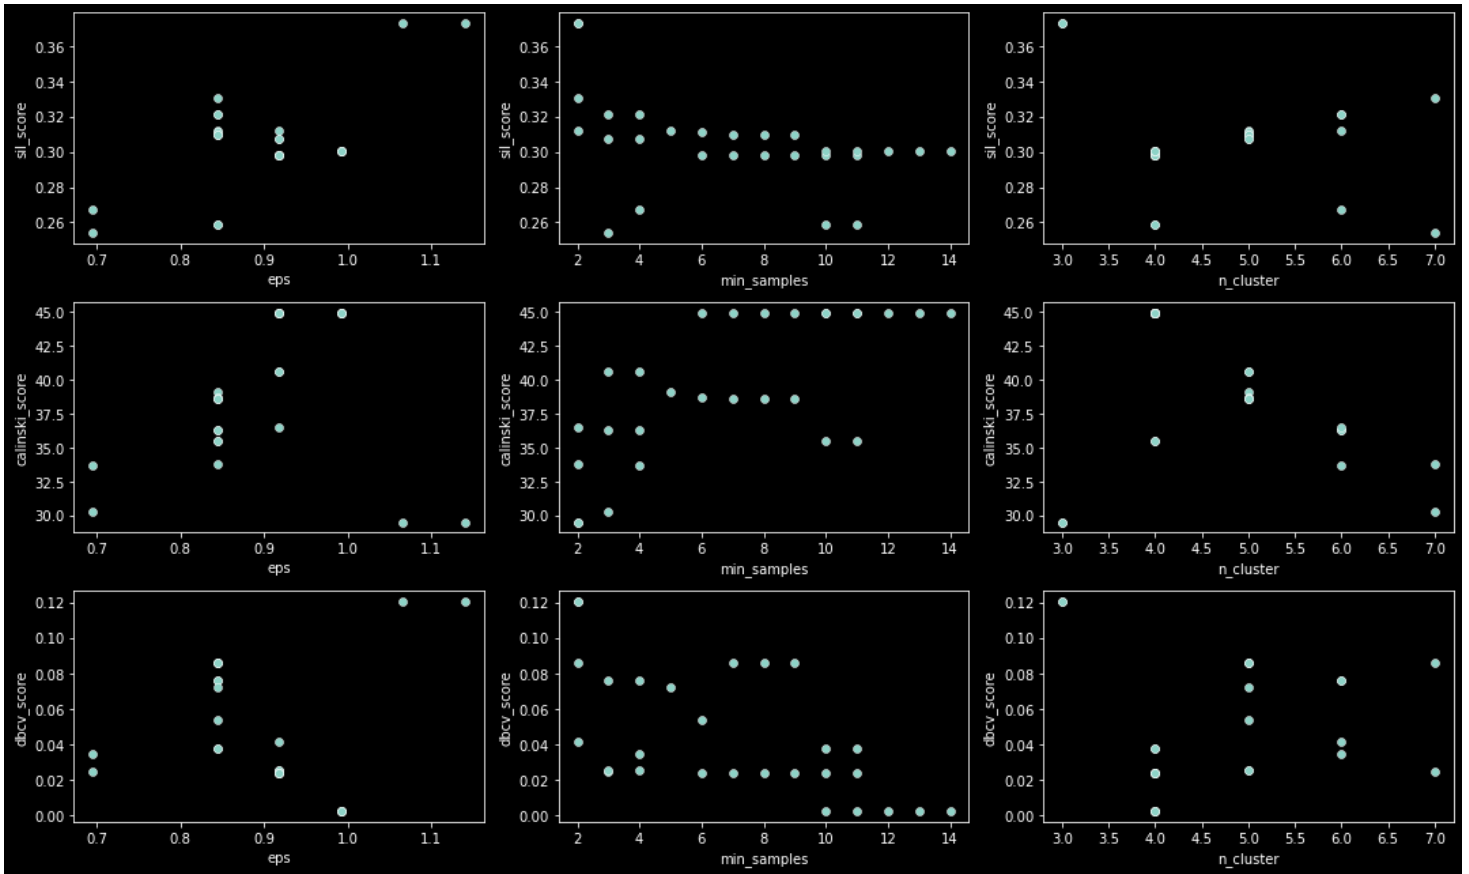 0.36 0.36 0.36
0.34 0.34 0.34
0.32 0.32 0.32
0.30 0.30 0.30
0.28 0.28 0.28
0.26 0.26 0.26
sil_score sil_score sil_score
0.7 0.8 0.9 1.0 1.1 2 4 6 8 10 12 14 3.0 3.5 4.0 4.5 5.0 5.5 6.0 6.5 7.0
eps min_samples n_cluster
45.0 45.0 45.0
42.5 42.5 42.5
40.0 40.0 40.0
37.5 37.5 37.5
35.0 35.0 35.0
32.5 32.5 32.5
30.0 30.0 30.0
calinski_score calinski_score calinski_score
0.7 0.8 0.9 1.0 1.1 2 4 6 8 10 12 14 3.0 3.5 4.0 4.5 5.0 5.5 6.0 6.5 7.0
eps min_samples n_cluster
0.12 0.12 0.12
0.10 0.10 0.10
0.08 0.08 0.08
0.06 0.06 0.06
0.04 0.04 0.04
0.02 0.02 0.02
0.00 0.00 0.00
dbcv_score dbcv_score dbcv_score
0.7 0.8 0.9 1.0 1.1 2 4 6 8 10 12 14 3.0 3.5 4.0 4.5 5.0 5.5 6.0 6.5 7.0
eps min_samples n_cluster